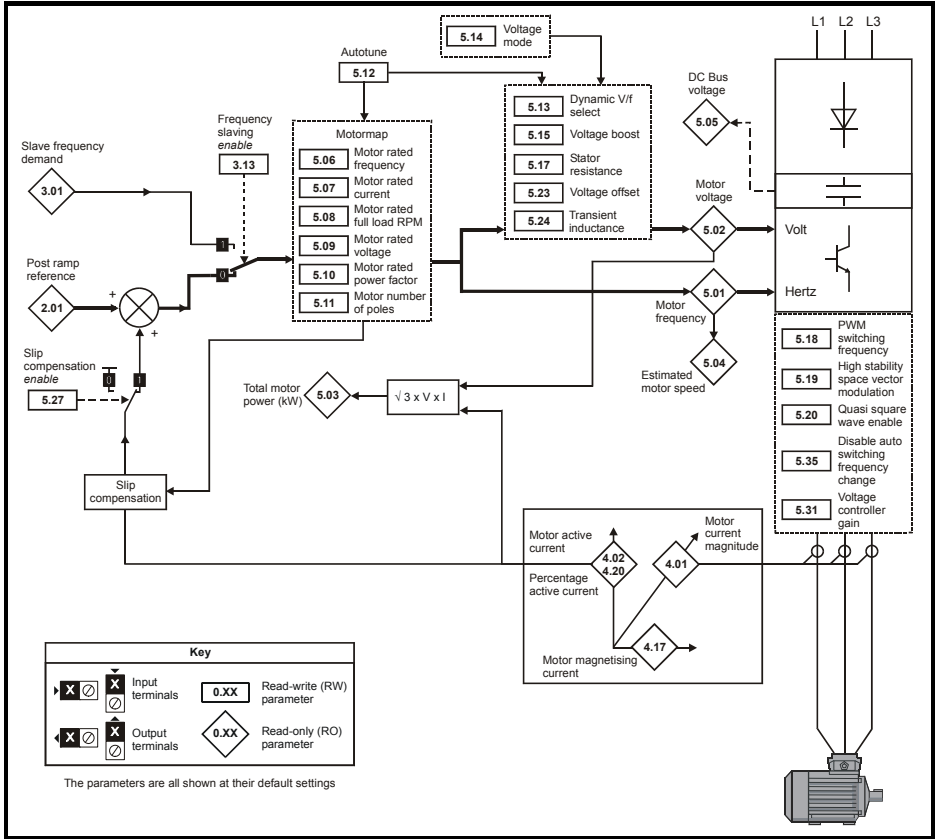 L1 L2 L3
5.14
Voltage
mode
Autotune
5.12
DC Bus
voltage
5.05
Frequency
slaving
enable
3.13
Slave frequency
demand
3.01
1
0
Post ramp
reference
2.01
+
+
Slip
compensation
enable
5.27
0
1
Slip
compensation
Motormap
5.06
Motor rated
frequency
5.07
Motor rated
current
5.08
Motor rated
full load RPM
5.09
Motor rated
voltage
5.10
Motor rated
power factor
5.11
Motor number
of poles
5.13
Dynamic V/f
select
5.15
Voltage boost
5.17
Stator
resistance
5.23
Voltage offset
5.24
Transient
inductance
Motor
voltage
5.02
Volt
5.01
Hertz
Motor
frequency
5.04
Estimated
motor speed
Total motor
power (kW)
5.03
√ 3 x V x I
5.18
PWM
switching
frequency
5.19
High stability
space vector
modulation
5.20
Quasi square
wave enable
5.35
Disable auto
switching
frequency
change
5.31
Voltage
controller
gain
Motor active
current
4.02
4.20
Percentage
active current
Motor
current
magnitude
4.01
4.17
Motor magnetising
current
Key
X
X
Input
terminals
0.XX
Read-write (RW)
parameter
X
X
Output
terminals
0.XX
Read-only (RO)
parameter
The parameters are all shown at their default settings